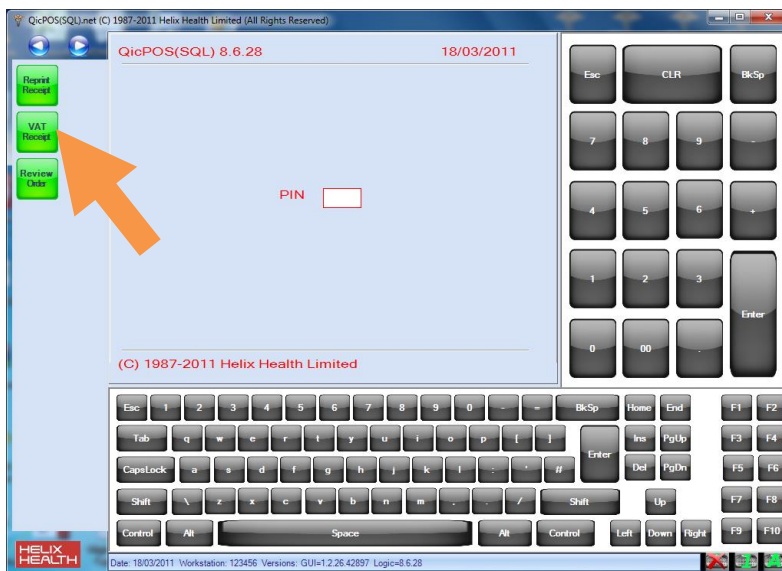 QicPOS(SQL).net (C) 1987-2011 Helix Health Limited (All Rights Reserved)
QicPOS(SQL) 8.6.28 18/03/2011
Reprint
Receipt
VAT
Receipt
Review
Order
PIN
(C) 1987-2011 Helix Health Limited
Esc CLR BkSp
7 8 9 -
4 5 6 +
1 2 3
Enter
0 00 .
Esc 1 2 3 4 5 6 7 8 9 0 - = BkSp Home End F1 F2
Tab q w e r t y u i o p [ ] Enter Ins PgUp F3 F4
CapsLock a s d f g h j k l : ' # Del PgDn F5 F6
Shift \ z x c v b n m . . / Shift Up F7 F8
Control Alt Space Alt Control Left Down Right F9 F10
HELIX
HEALTH
Date: 18/03/2011 Workstation: 123456 Versions: GUI=1.2.26.42897 Logic=8.6.28